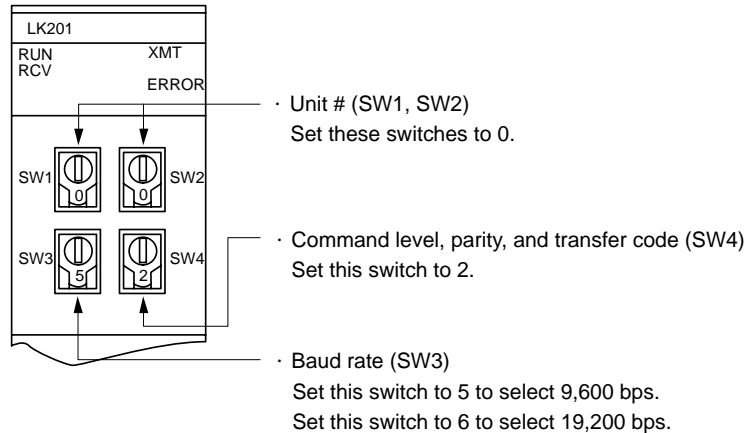 LK201
RUN XMT
RCV
ERROR
· Unit # (SW1, SW2)
Set these switches to 0.
SW1 0 0 SW2
· Command level, parity, and transfer code (SW4)
Set this switch to 2.
SW3 5 2 SW4
· Baud rate (SW3)
Set this switch to 5 to select 9,600 bps.
Set this switch to 6 to select 19,200 bps.